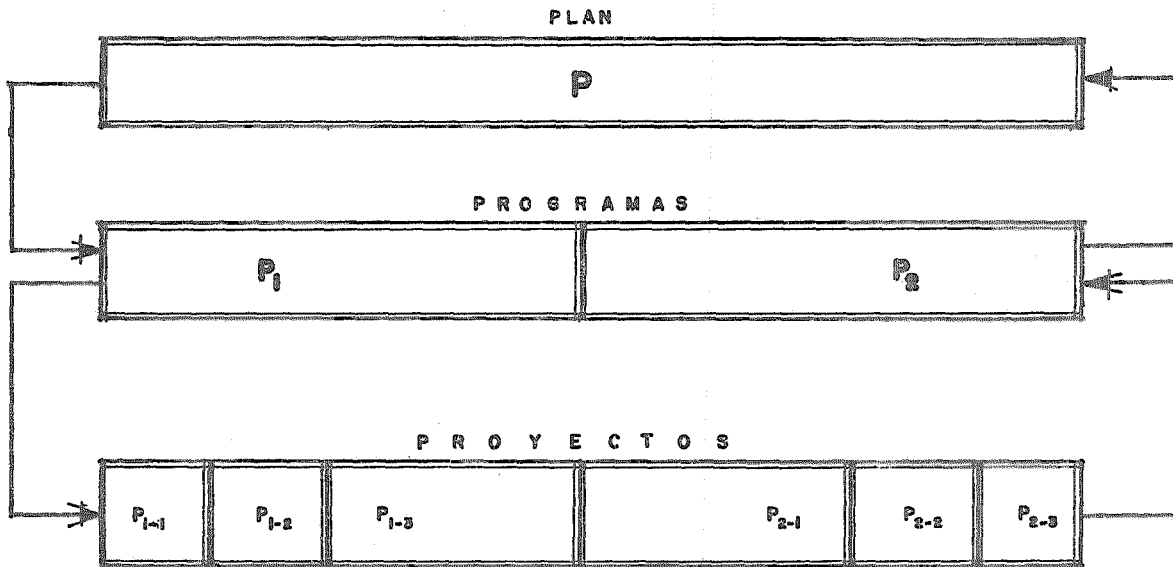 PLAN
P
PROGRAMAS
P1 P2
PROYECTOS
P1-1 P1-2 P1-3 P2-1 P2-2 P2-3